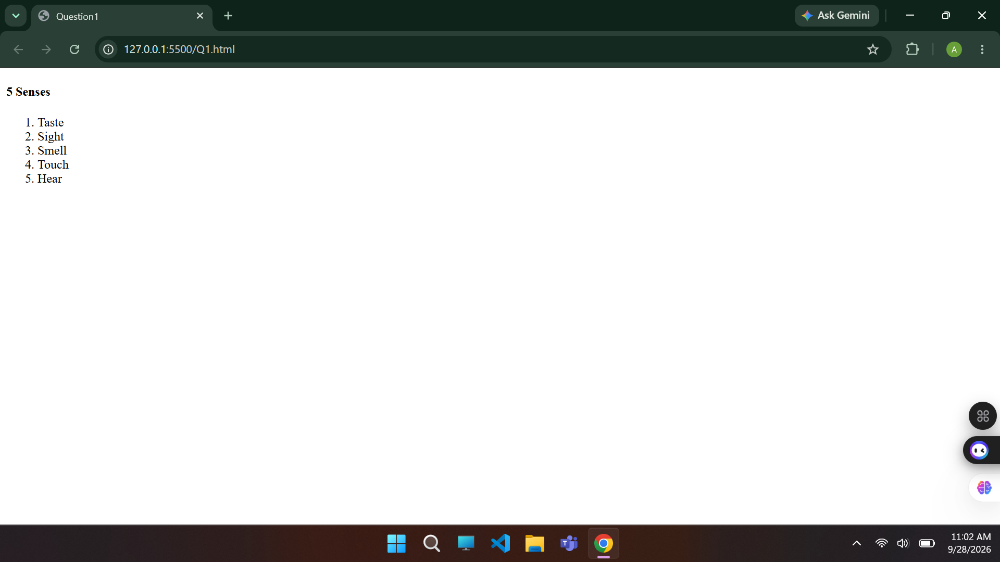 Question1
Ask Gemini
127.0.0.1:5500/Q1.html
A
5 Senses
1. Taste
2. Sight
3. Smell
4. Touch
5. Hear
T
11:02 AM
9/28/2026